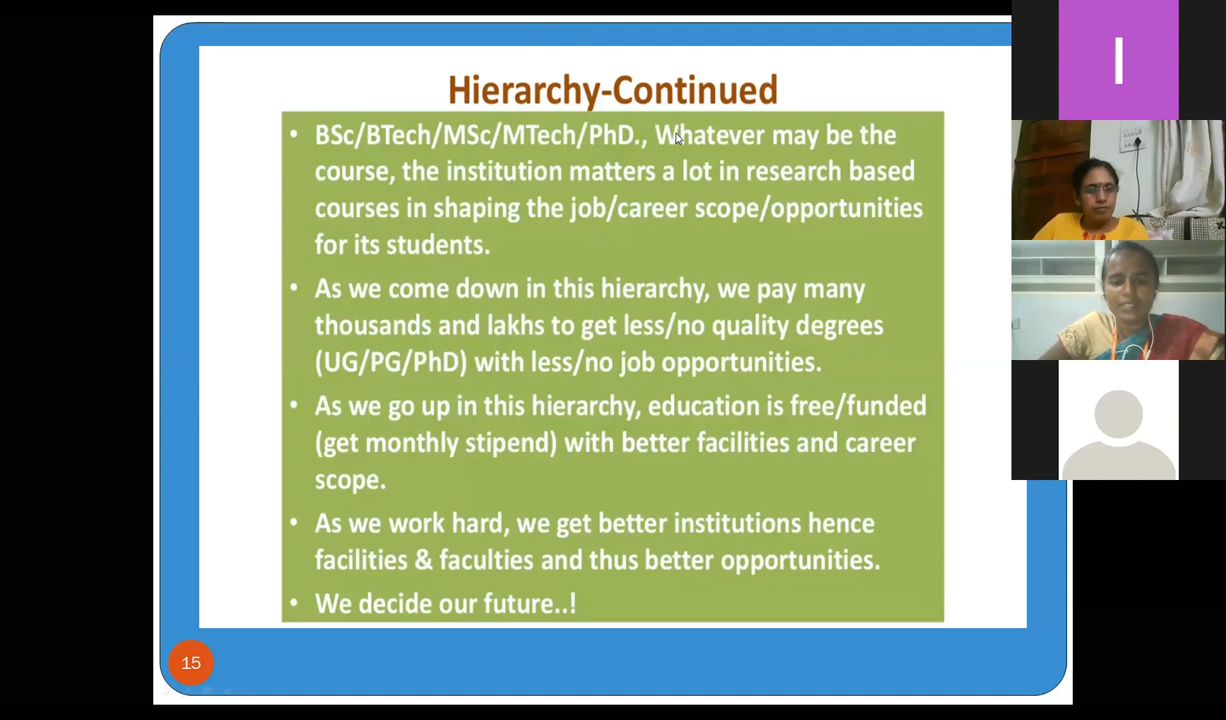 Hierarchy-Continued
• BSc/BTech/MSc/MTech/PhD., Whatever may be the
course, the institution matters a lot in research based
courses in shaping the job/career scope/opportunities
for its students.
• As we come down in this hierarchy, we pay many
thousands and lakhs to get less/no quality degrees
(UG/PG/PhD) with less/no job opportunities.
• As we go up in this hierarchy, education is free/funded
(get monthly stipend) with better facilities and career
scope.
• As we work hard, we get better institutions hence
facilities & faculties and thus better opportunities.
• We decide our future..!
15
I